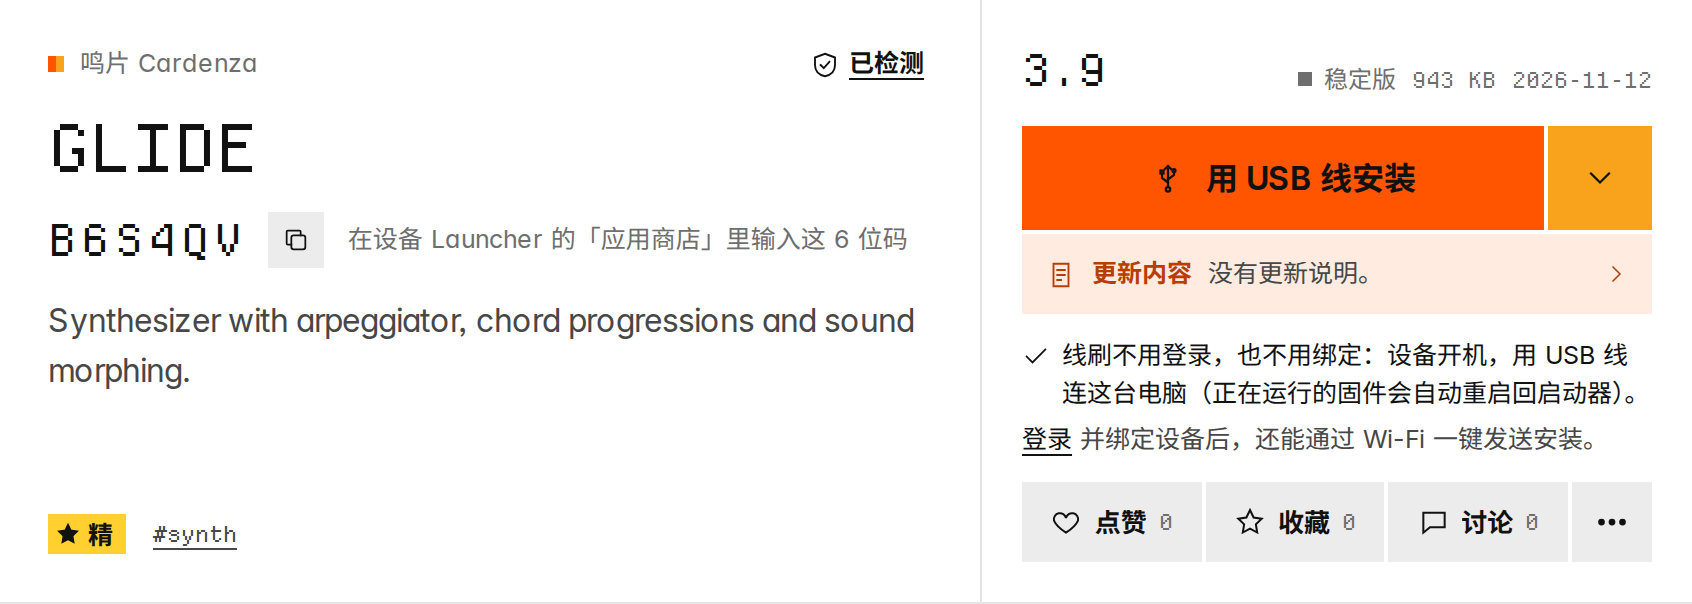 鸣片 Cardenza
已检测
GLIDE
B6S4QV
在设备 Launcher 的「应用商店」里输入这 6 位码
Synthesizer with arpeggiator, chord progressions and sound
morphing.
精
#synth
3.9
稳定版 943 KB 2026-11-12
用 USB 线安装
更新内容 没有更新说明。
线刷不用登录，也不用绑定：设备开机，用 USB 线
连这台电脑（正在运行的固件会自动重启回启动器）。
登录 并绑定设备后，还能通过 Wi-Fi 一键发送安装。
点赞 0
收藏 0
讨论 0